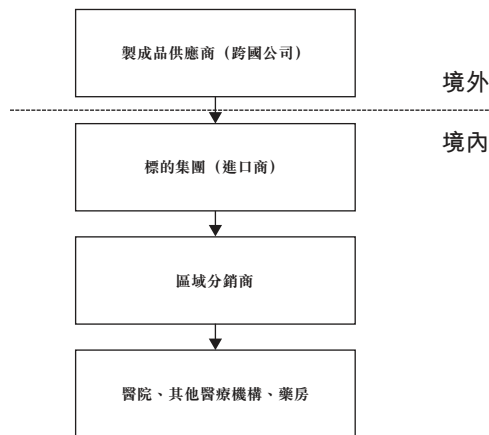 製成品供應商（跨國公司）
境外
境內
標的集團（進口商）
區域分銷商
醫院、其他醫療機構、藥房